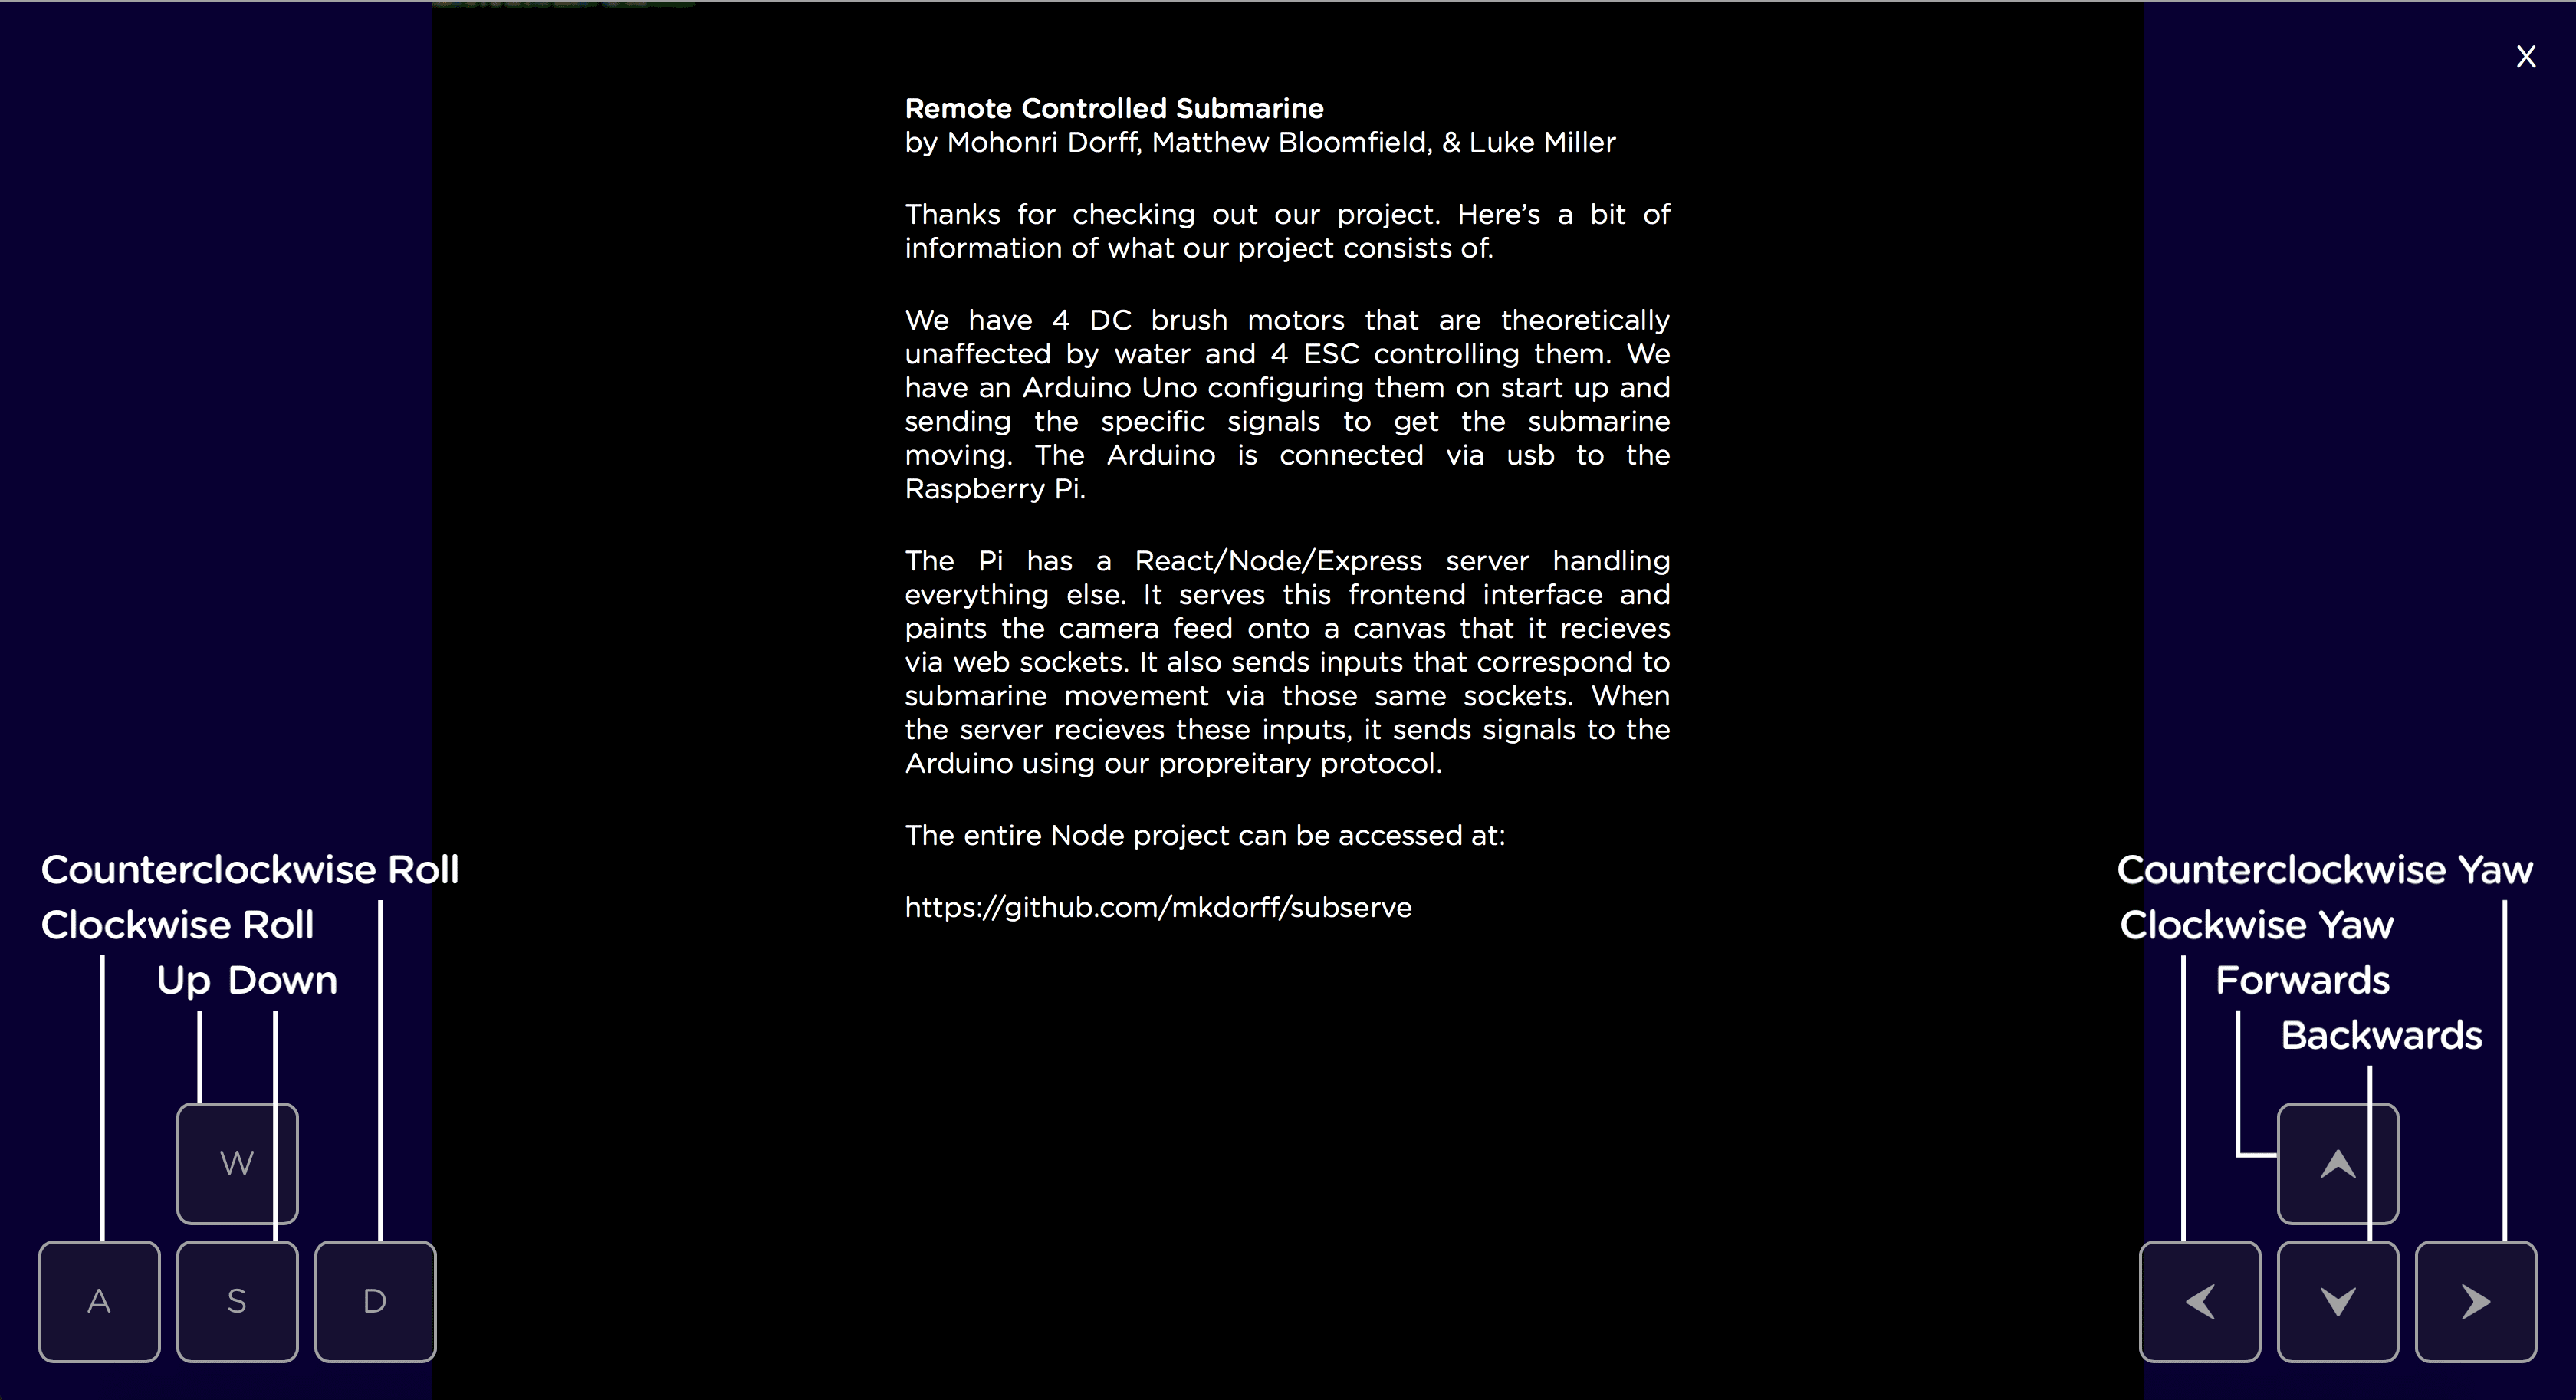 X
Remote Controlled Submarine
by Mohonri Dorff, Matthew Bloomfield, & Luke Miller
Thanks for checking out our project. Here's a bit of
information of what our project consists of.
We have 4 DC brush motors that are theoretically
unaffected by water and 4 ESC controlling them. We
have an Arduino Uno configuring them on start up and
sending the specific signals to get the submarine
moving. The Arduino is connected via usb to the
Raspberry Pi.
The Pi has a React/Node/Express server handling
everything else. It serves this frontend interface and
paints the camera feed onto a canvas that it recieves
via web sockets. It also sends inputs that correspond to
submarine movement via those same sockets. When
the server recieves these inputs, it sends signals to the
Arduino using our propreitary protocol.
The entire Node project can be accessed at:
https://github.com/mkdorff/subserve
Counterclockwise Roll
Clockwise Roll
Up Down
W
A S D
Counterclockwise Yaw
Clockwise Yaw
Forwards
Backwards